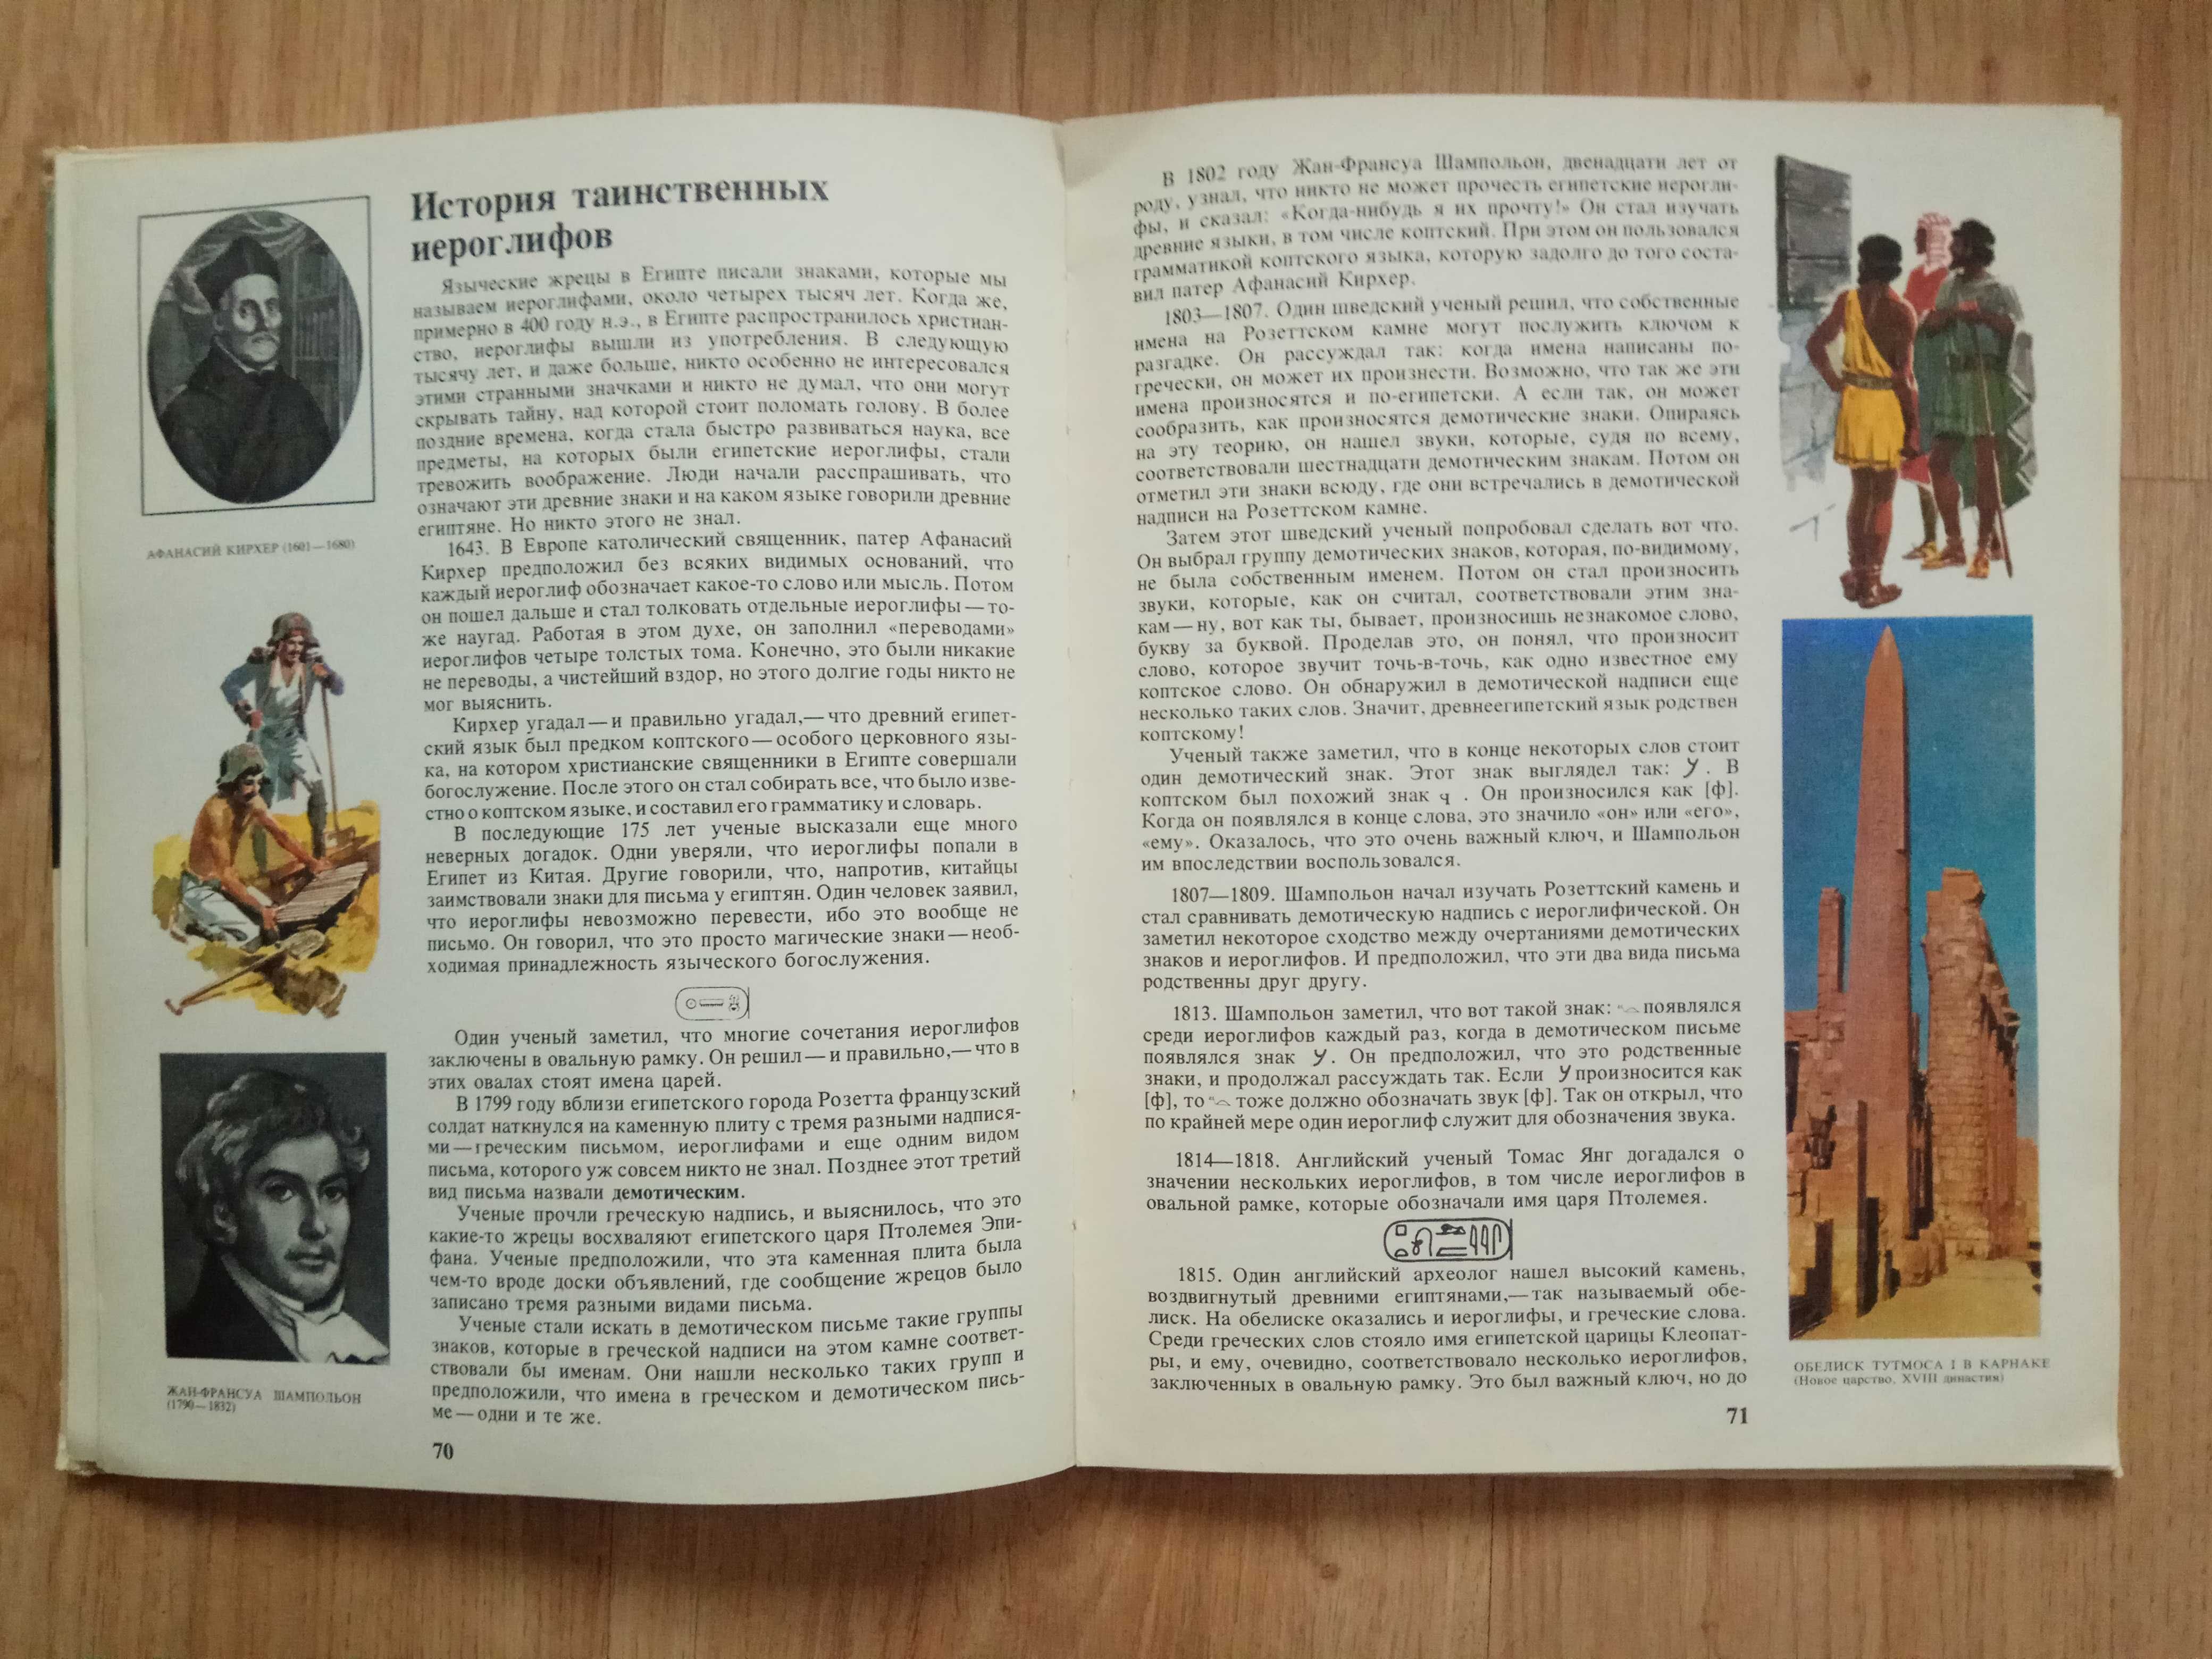 История таинственных
иероглифов
Языческие жрецы в Египте писали знаками, которые мы
называем иероглифами, около четырех тысяч лет. Когда же,
примерно в 400 году н.э., в Египте распространилось христиан-
ство, иероглифы вышли из употребления. В следующую
тысячу лет, и даже больше, никто особенно не интересовался
этими странными значками и никто не думал, что они могут
скрывать тайну, над которой стоит поломать голову. В более
поздние времена, когда стала быстро развиваться наука, все
предметы, на которых были египетские иероглифы, стали
тревожить воображение. Люди начали расспрашивать, что
означают эти древние знаки и на каком языке говорили древние
египтяне. Но никто этого не знал.
1643. В Европе католический священник, патер Афанасий
Кирхер предположил без всяких видимых оснований, что
каждый иероглиф обозначает какое-то слово или мысль. Потом
он пошел дальше и стал толковать отдельные иероглифы — то-
же наугад. Работая в этом духе, он заполнил «переводами»
иероглифов четыре толстых тома. Конечно, это были никакие
не переводы, а чистейший вздор, но этого долгие годы никто не
мог выяснить.
Кирхер угадал — и правильно угадал,— что древний египет-
ский язык был предком коптского — особого церковного язы-
ка, на котором христианские священники в Египте совершали
богослужение. После этого он стал собирать все, что было изве-
стно о коптском языке, и составил его грамматику и словарь.
В последующие 175 лет ученые высказали еще много
неверных догадок. Одни уверяли, что иероглифы попали в
Египет из Китая. Другие говорили, что, напротив, китайцы
заимствовали знаки для письма у египтян. Один человек заявил,
что иероглифы невозможно перевести, ибо это вообще не
письмо. Он говорил, что это просто магические знаки — необ-
ходимая принадлежность языческого богослужения.
Один ученый заметил, что многие сочетания иероглифов
заключены в овальную рамку. Он решил — и правильно,— что в
этих овалах стоят имена царей.
В 1799 году вблизи египетского города Розетта французский
солдат наткнулся на каменную плиту с тремя разными надпися-
ми — греческим письмом, иероглифами и еще одним видом
письма, которого уж совсем никто не знал. Позднее этот третий
вид письма назвали демотическим.
Ученые прочли греческую надпись, и выяснилось, что это
какие-то жрецы восхваляют египетского царя Птолемея Эпи-
фана. Ученые предположили, что эта каменная плита была
чем-то вроде доски объявлений, где сообщение жрецов было
записано тремя разными видами письма.
Ученые стали искать в демотическом письме такие группы
знаков, которые в греческой надписи на этом камне соответ-
ствовали бы именам. Они нашли несколько таких групп и
предположили, что имена в греческом и демотическом пись-
ме — одни и те же.
70
АФАНАСИЙ КИРХЕР (1601—1680)
ЖАН-ФРАНСУА ШАМПОЛЬОН
(1790—1832)
В 1802 году Жан-Франсуа Шампольон, двенадцати лет от
роду, узнал, что никто не может прочесть египетские иерогли-
фы, и сказал: «Когда-нибудь я их прочту!» Он стал изучать
древние языки, в том числе коптский. При этом он пользовался
грамматикой коптского языка, которую задолго до того соста-
вил патер Афанасий Кирхер.
1803—1807. Один шведский ученый решил, что собственные
имена на Розеттском камне могут послужить ключом к
разгадке. Он рассуждал так: когда имена написаны по-
гречески, он может их произнести. Возможно, что так же эти
имена произносятся и по-египетски. А если так, он может
сообразить, как произносятся демотические знаки. Опираясь
на эту теорию, он нашел звуки, которые, судя по всему,
соответствовали шестнадцати демотическим знакам. Потом он
отметил эти знаки всюду, где они встречались в демотической
надписи на Розеттском камне.
Затем этот шведский ученый попробовал сделать вот что.
Он выбрал группу демотических знаков, которая, по-видимому,
не была собственным именем. Потом он стал произносить
звуки, которые, как он считал, соответствовали этим зна-
кам — ну, вот как ты, бывает, произносишь незнакомое слово,
букву за буквой. Проделав это, он понял, что произносит
слово, которое звучит точь-в-точь, как одно известное ему
коптское слово. Он обнаружил в демотической надписи еще
несколько таких слов. Значит, древнеегипетский язык родствен
коптскому!
Ученый также заметил, что в конце некоторых слов стоит
один демотический знак. Этот знак выглядел так: У . В
коптском был похожий знак ϥ . Он произносился как [ф].
Когда он появлялся в конце слова, это значило «он» или «его»,
«ему». Оказалось, что это очень важный ключ, и Шампольон
им впоследствии воспользовался.
1807—1809. Шампольон начал изучать Розеттский камень и
стал сравнивать демотическую надпись с иероглифической. Он
заметил некоторое сходство между очертаниями демотических
знаков и иероглифов. И предположил, что эти два вида письма
родственны друг другу.
1813. Шампольон заметил, что вот такой знак: 𓆑 появлялся
среди иероглифов каждый раз, когда в демотическом письме
появлялся знак У. Он предположил, что это родственные
знаки, и продолжал рассуждать так. Если У произносится как
[ф], то 𓆑 тоже должно обозначать звук [ф]. Так он открыл, что
по крайней мере один иероглиф служит для обозначения звука.
1814—1818. Английский ученый Томас Янг догадался о
значении нескольких иероглифов, в том числе иероглифов в
овальной рамке, которые обозначали имя царя Птолемея.
1815. Один английский археолог нашел высокий камень,
воздвигнутый древними египтянами,— так называемый обе-
лиск. На обелиске оказались и иероглифы, и греческие слова.
Среди греческих слов стояло имя египетской царицы Клеопат-
ры, и ему, очевидно, соответствовало несколько иероглифов,
заключенных в овальную рамку. Это был важный ключ, но до
71
ОБЕЛИСК ТУТМОСА I В КАРНАКЕ
(Новое царство, XVIII династия)